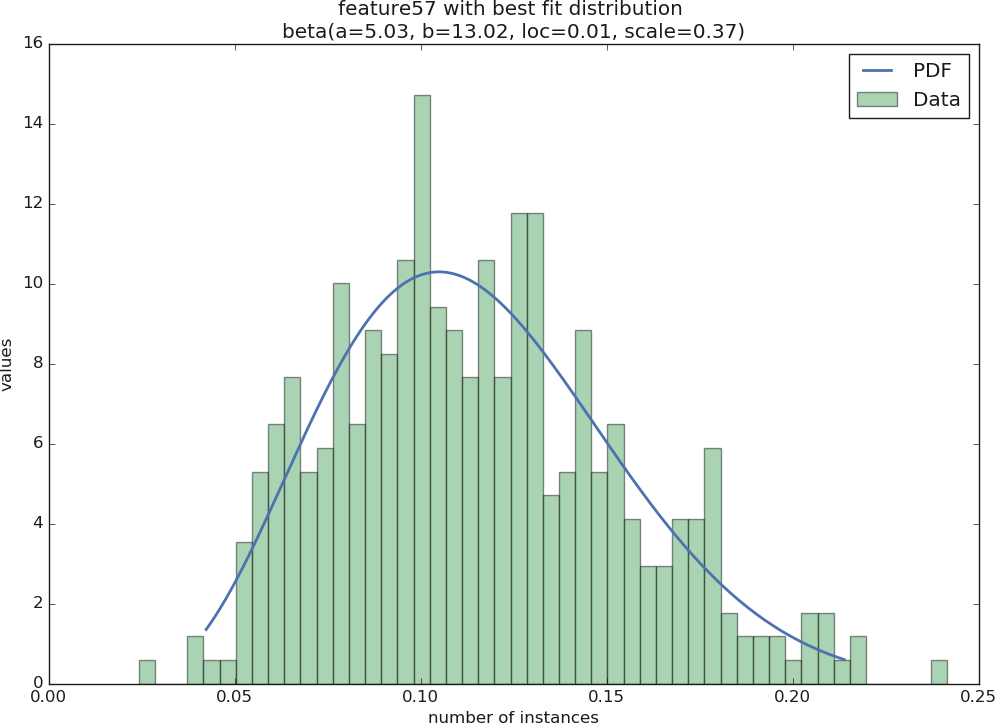 feature57 with best fit distribution
beta(a=5.03, b=13.02, loc=0.01, scale=0.37)
PDF
Data
16
14
12
10
8
6
4
2
0
values
0.00 0.05 0.10 0.15 0.20 0.25
number of instances